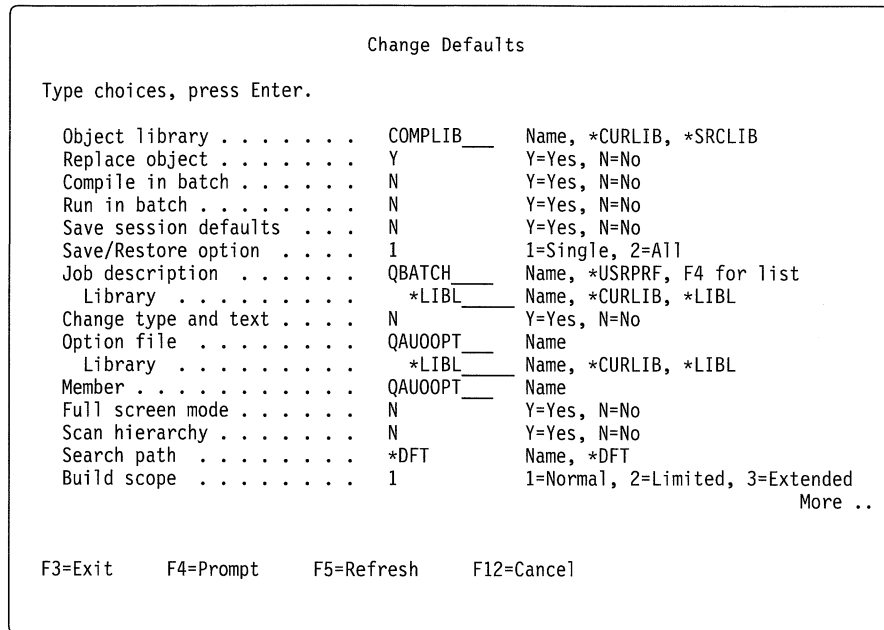 Change Defaults
Type choices, press Enter.
Object library . . . . . . . COMPLIB___ Name, *CURLIB, *SRCLIB
Replace object . . . . . . . Y Y=Yes, N=No
Compile in batch . . . . . . N Y=Yes, N=No
Run in batch . . . . . . . . N Y=Yes, N=No
Save session defaults . . . N Y=Yes, N=No
Save/Restore option . . . . 1 1=Single, 2=All
Job description . . . . . . QBATCH____ Name, *USRPRF, F4 for list
Library . . . . . . . . . *LIBL_____ Name, *CURLIB, *LIBL
Change type and text . . . . N Y=Yes, N=No
Option file . . . . . . . . QAUOOPT___ Name
Library . . . . . . . . . *LIBL_____ Name, *CURLIB, *LIBL
Member . . . . . . . . . . . QAUOOPT___ Name
Full screen mode . . . . . . N Y=Yes, N=No
Scan hierarchy . . . . . . . N Y=Yes, N=No
Search path . . . . . . . . *DFT Name, *DFT
Build scope . . . . . . . . 1 1=Normal, 2=Limited, 3=Extended
More ..
F3=Exit F4=Prompt F5=Refresh F12=Cancel